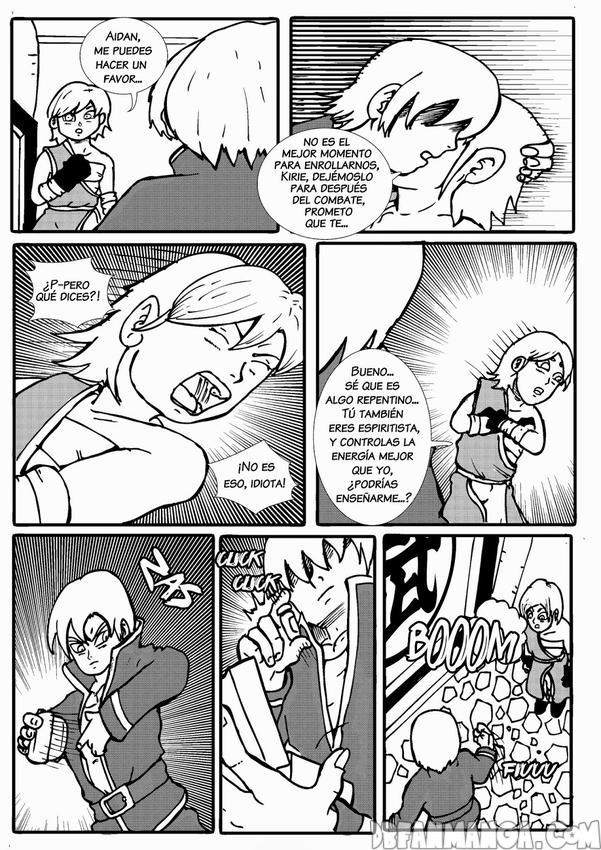 Aidan,
me puedes
hacer un
favor...
No es el
mejor momento
para enrollarnos,
Kirie, dejémoslo
para después
del combate,
prometo
que te...
¿P-pero
qué dices?!
¡No es
eso, idiota!
Bueno...
sé que es
algo repentino...
Tú también
eres espiritista,
y controlas la
energía mejor
que yo,
¿podrías
enseñarme...?
CLICK
CLICK
BOOOM
FIUUU
DBFANMANGA.COM